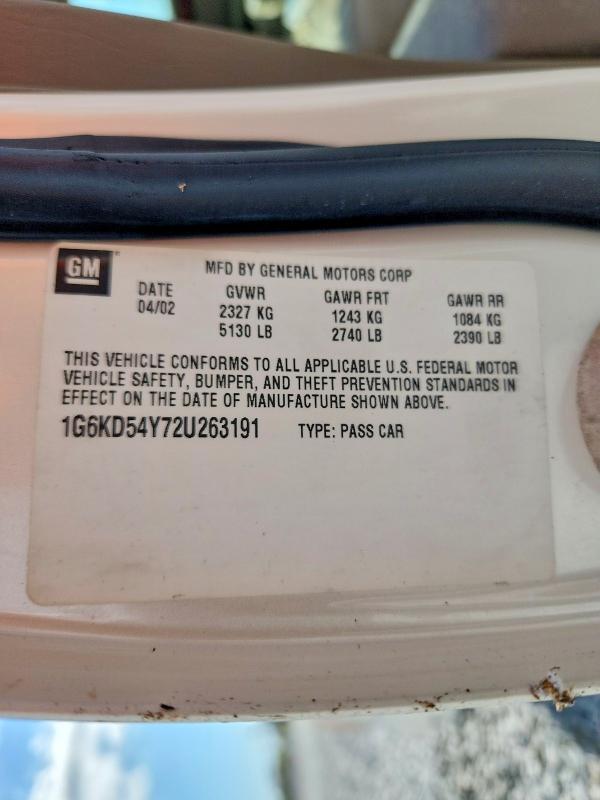 GM
MFD BY GENERAL MOTORS CORP
DATE GVWR GAWR FRT GAWR RR
04/02 2327 KG 1243 KG 1084 KG
5130 LB 2740 LB 2390 LB
THIS VEHICLE CONFORMS TO ALL APPLICABLE U.S. FEDERAL MOTOR
VEHICLE SAFETY, BUMPER, AND THEFT PREVENTION STANDARDS IN
EFFECT ON THE DATE OF MANUFACTURE SHOWN ABOVE.
1G6KD54Y72U263191 TYPE: PASS CAR